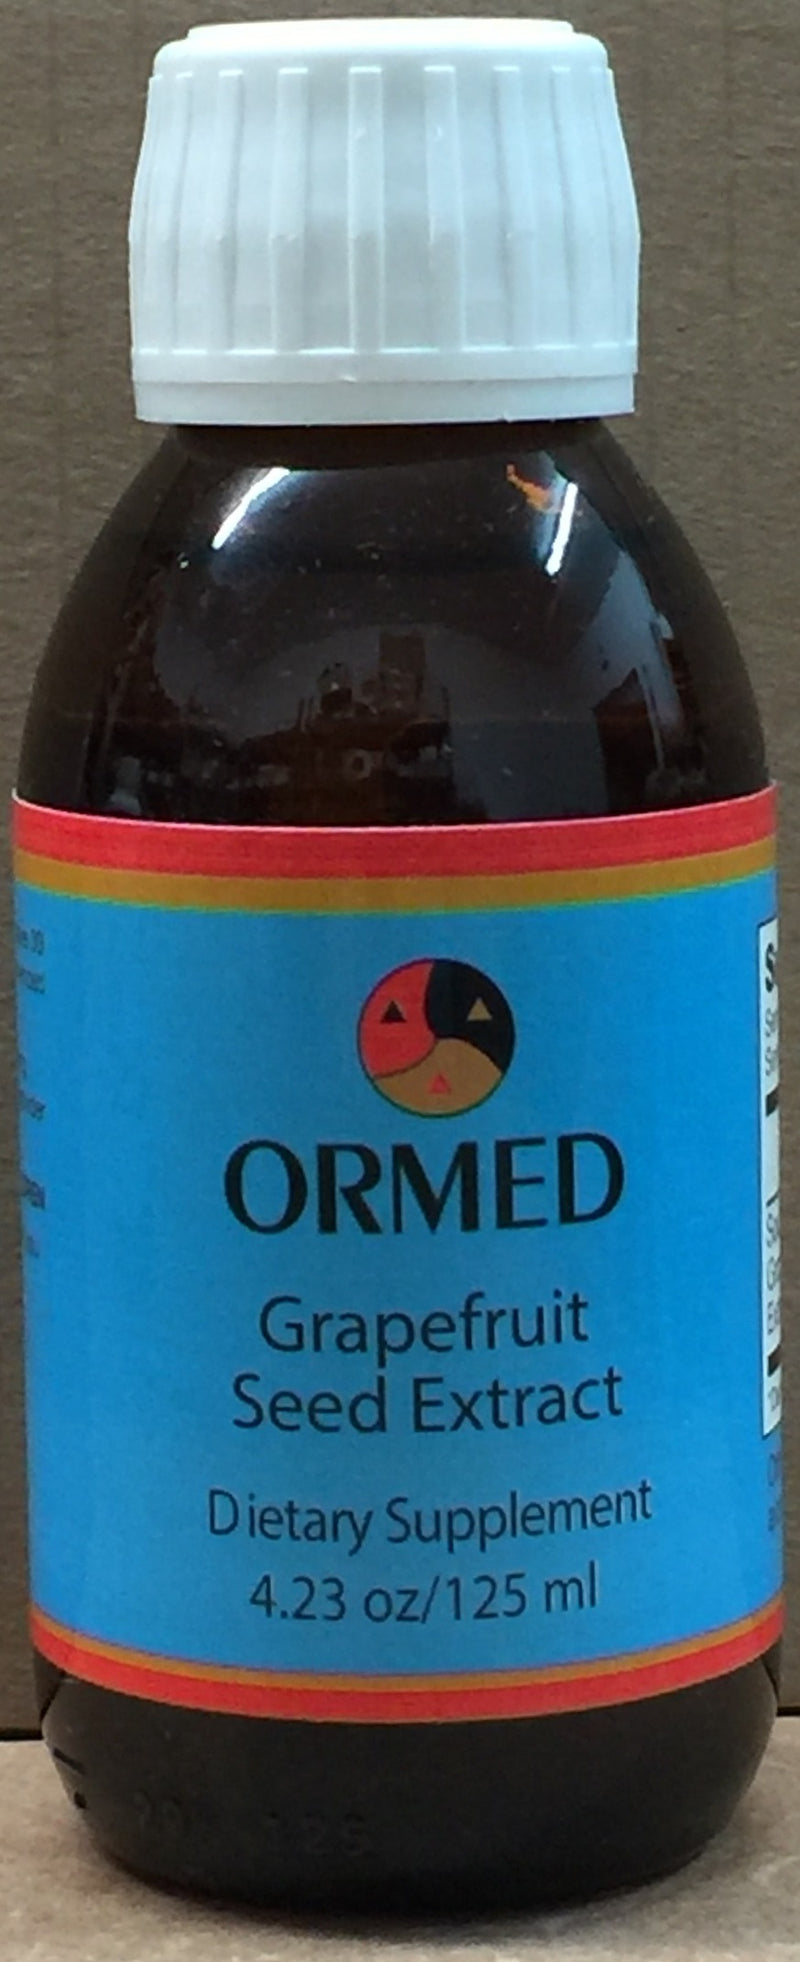 ORMED
Grapefruit
Seed Extract
Dietary Supplement
4.23 oz/125 ml